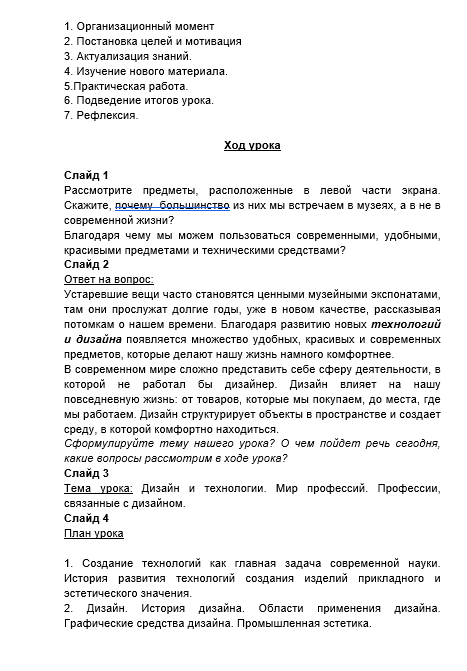 1. Организационный момент
2. Постановка целей и мотивация
3. Актуализация знаний.
4. Изучение нового материала.
5.Практическая работа.
6. Подведение итогов урока.
7. Рефлексия.
Ход урока
Слайд 1
Рассмотрите предметы, расположенные в левой части экрана.
Скажите, почему большинство из них мы встречаем в музеях, а в не в
современной жизни?
Благодаря чему мы можем пользоваться современными, удобными,
красивыми предметами и техническими средствами?
Слайд 2
Ответ на вопрос:
Устаревшие вещи часто становятся ценными музейными экспонатами,
там они прослужат долгие годы, уже в новом качестве, рассказывая
потомкам о нашем времени. Благодаря развитию новых технологий
и дизайна появляется множество удобных, красивых и современных
предметов, которые делают нашу жизнь намного комфортнее.
В современном мире сложно представить себе сферу деятельности, в
которой не работал бы дизайнер. Дизайн влияет на нашу
повседневную жизнь: от товаров, которые мы покупаем, до места, где
мы работаем. Дизайн структурирует объекты в пространстве и создает
среду, в которой комфортно находиться.
Сформулируйте тему нашего урока? О чем пойдет речь сегодня,
какие вопросы рассмотрим в ходе урока?
Слайд 3
Тема урока: Дизайн и технологии. Мир профессий. Профессии,
связанные с дизайном.
Слайд 4
План урока
1. Создание технологий как главная задача современной науки.
История развития технологий создания изделий прикладного и
эстетического значения.
2. Дизайн. История дизайна. Области применения дизайна.
Графические средства дизайна. Промышленная эстетика.